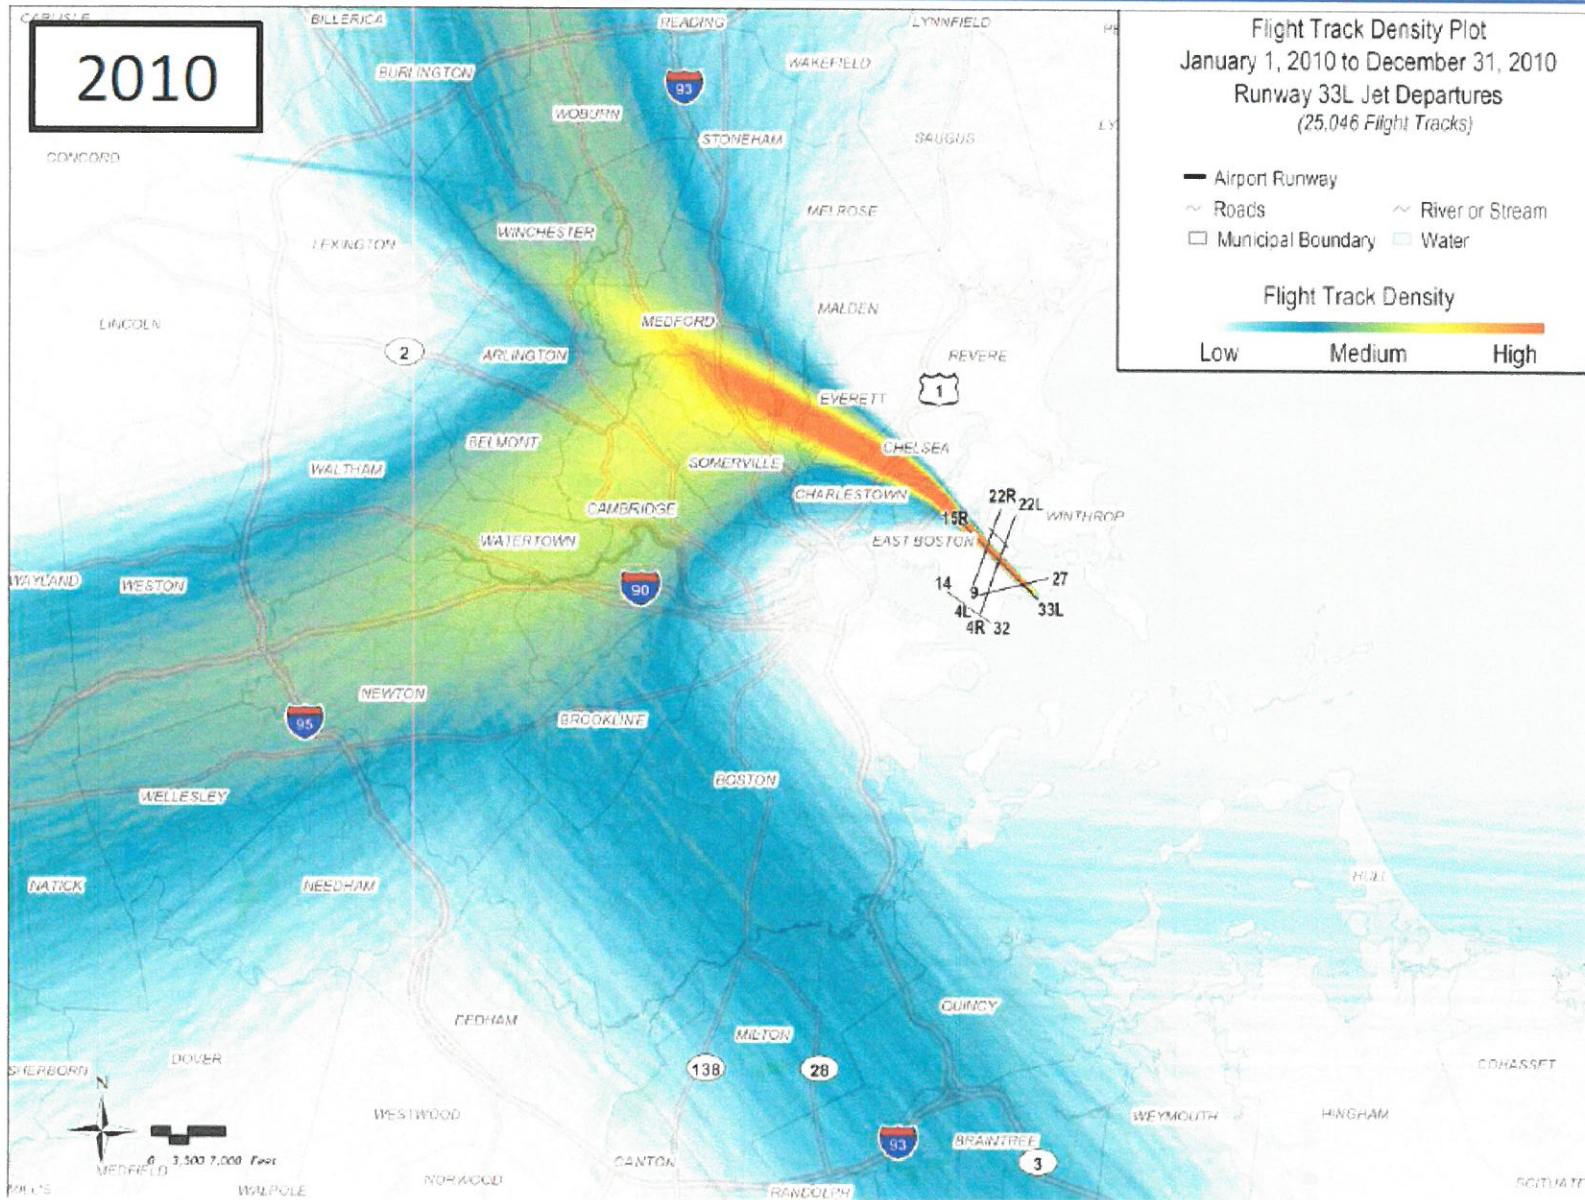 CARLISLE
BILLERICA
READING
LYNNFIELD
2010
Flight Track Density Plot
January 1, 2010 to December 31, 2010
Runway 33L Jet Departures
(25,046 Flight Tracks)
Airport Runway
Roads
River or Stream
Municipal Boundary
Water
Flight Track Density
Low
Medium
High
BURLINGTON
93
WAKEFIELD
WOBURN
STONEHAM
SAUGUS
CONCORD
MELROSE
WINCHESTER
LEXINGTON
MALDEN
LINCOLN
MEDFORD
2
ARLINGTON
REVERE
1
EVERETT
BELMONT
CHELSEA
WALTHAM
SOMERVILLE
CHARLESTOWN
22R
22L
CAMBRIDGE
15R
WINTHROP
WATERTOWN
EAST BOSTON
WAYLAND
WESTON
90
14
9
27
4L
33L
4R
32
NEWTON
95
BROOKLINE
BOSTON
WELLESLEY
NATICK
NEEDHAM
HULL
QUINCY
DEDHAM
MILTON
DOVER
SHERBORN
138
28
COHASSET
N
WESTWOOD
WEYMOUTH
HINGHAM
93
BRAINTREE
0 3,500 7,000 Feet
MEDFIELD
CANTON
3
NORWOOD
WALPOLE
RANDOLPH
SCITUATE